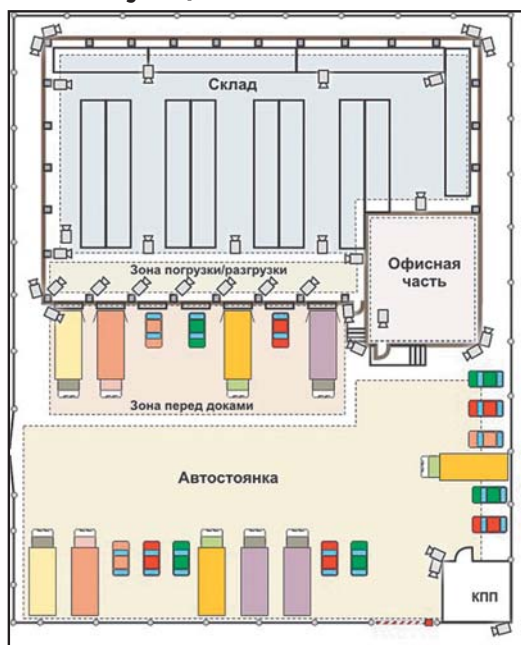 Склад
Зона погрузки/разгрузки
Офисная
часть
Зона перед доками
Автостоянка
КПП